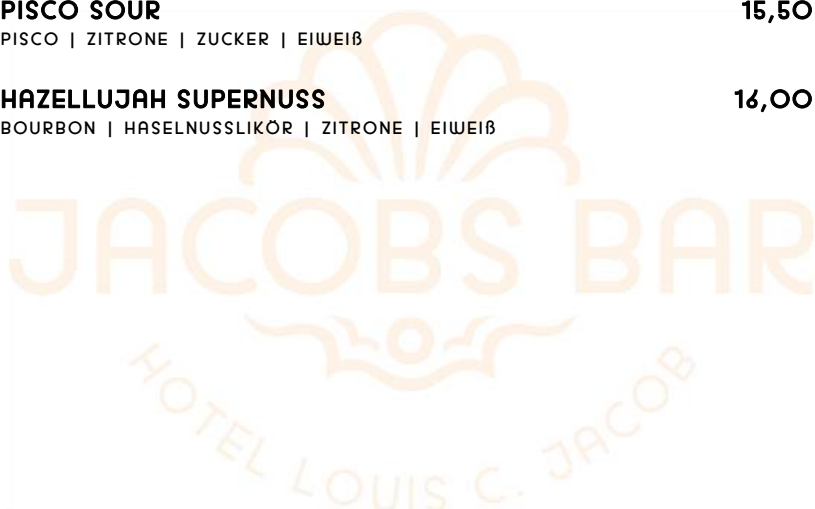 PISCO SOUR 15,50
PISCO | ZITRONE | ZUCKER | EIWEIß
HAZELLUJAH SUPERNUSS 16,00
BOURBON | HASELNUSSLIKÖR | ZITRONE | EIWEIß
JACOBS BAR
HOTEL LOUIS C. JACOB